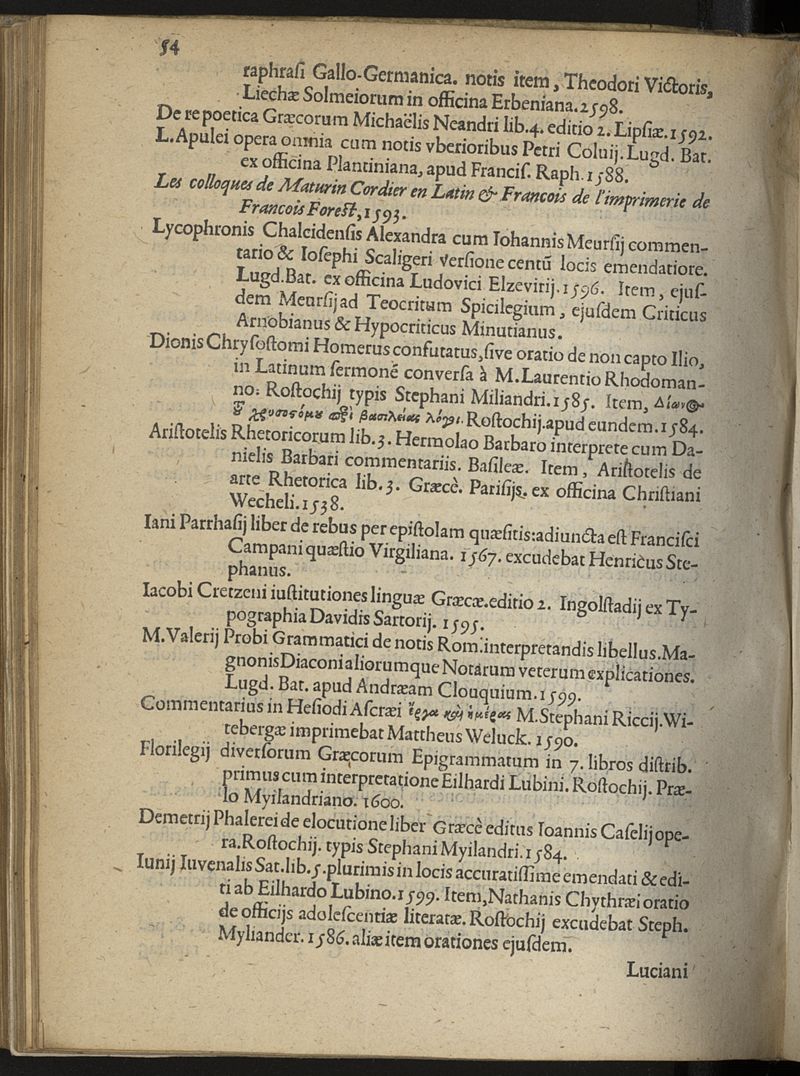 54
raphraſi Gallo-Germanica. notis item, Theodori Victoris,
Liechæ Solmeiorum in officina Erbeniana. 2598.
De re poetica Græcorum Michaëlis Neandri lib. 4. editio 2. Lipſiæ. 1592.
L. Apulei opera omnia cum notis vberioribus Petri Coluij. Lugd. Bat.
ex officina Plantiniana, apud Franciſ. Raph. 1588.
Les colloques de Maturin Cordier en Latin & Francois de l'imprimerie de
Francois Foreſt, 1593.
Lycophronis Chalcidenſis Alexandra cum Iohannis Meurſij commen-
tario & Ioſephi Scaligeri verſione centū locis emendatiore.
Lugd. Bat. ex officina Ludovici Elzevirij. 1596. Item, ejuſ-
dem Meurſij ad Teocritum Spicilegium, ejuſdem Criticus
Arnobianus & Hypocriticus Minutianus.
Dionis Chryſoſtomi Homerus confutatus, ſive oratio de non capto Ilio,
in Latinum ſermonē converſa à M. Laurentio Rhodoman-
no: Roſtochij typis Stephani Miliandri. 1585. Item, Δίων@
χρυσοστόμου περὶ βασιλείας λόγοι. Roſtochij. apud eundem. 1584.
Ariſtotelis Rhetoricorum lib. 3. Hermolao Barbaro interprete cum Da-
nielis Barbari commentariis. Baſileæ. Item, Ariſtotelis de
arte Rhetorica lib. 3. Græcè. Pariſijs. ex officina Chriſtiani
Wecheli. 1538.
Iani Parrhaſij liber de rebus per epiſtolam quæſitis: adiuncta eſt Franciſci
Campani quæſtio Virgiliana. 1567. excudebat Henricus Ste-
phanus.
Iacobi Cretzeni iuſtitutiones linguæ Græcæ. editio 2. Ingolſtadij ex Ty-
pographia Davidis Sartorij. 1595.
M. Valerij Probi Grammatici de notis Rom. interpretandis libellus. Ma-
gnonis Diaconi aliorumque Notarum veterum explicationes.
Lugd. Bat. apud Andræam Clouquium. 1599.
Commentarius in Heſiodi Aſcræi ἔργα καὶ ἡμέρας M. Stephani Riccij. Wi-
tebergæ imprimebat Mattheus Weluck. 1590.
Florilegij diverſorum Græcorum Epigrammatum in 7. libros diſtrib.
primus cum interpretatione Eilhardi Lubini. Roſtochij. Præ-
lo Myilandriano. 1600.
Demetrij Phalerei de elocutione liber Græcè editus Ioannis Caſelij ope-
ra. Roſtochij. typis Stephani Myilandri. 1584.
Iunij Iuvenalis Sat. lib. 5. plurimis in locis accuratiſſime emendati & edi-
ti ab Eilhardo Lubino. 1599. Item, Nathanis Chythræi oratio
de officijs adoleſcentiæ literatæ. Roſtochij excudebat Steph.
Myliander. 1586. aliæ item orationes ejuſdem.
Luciani